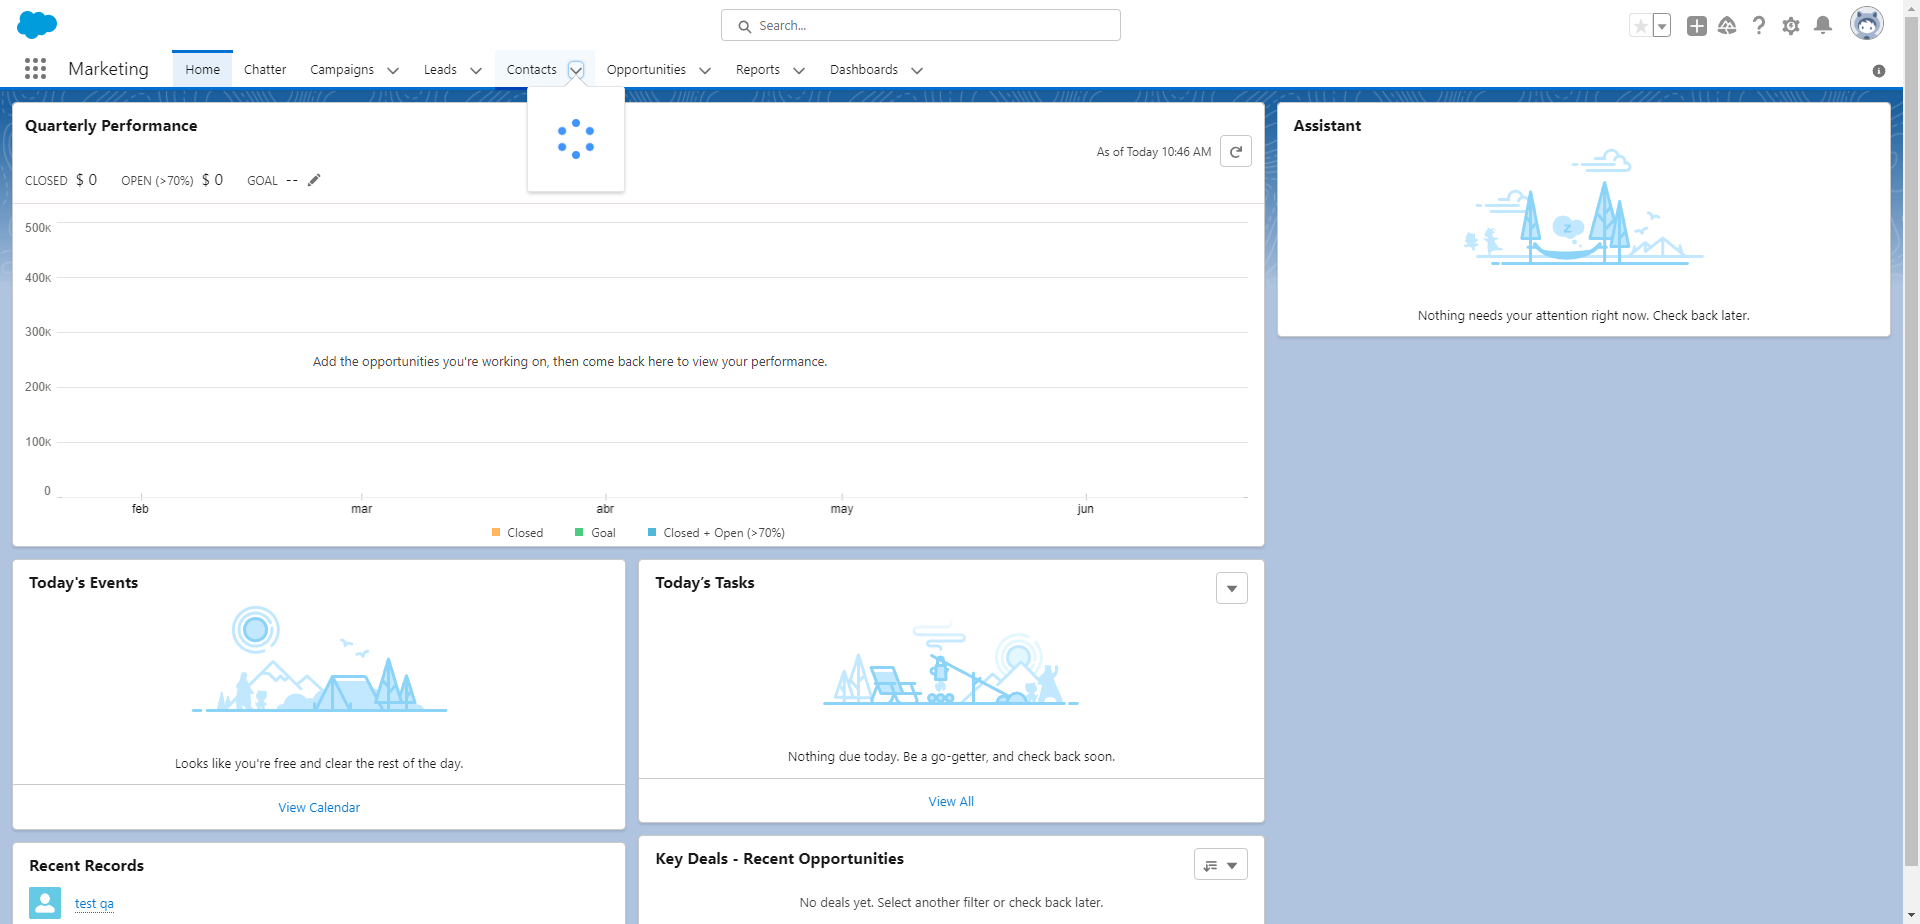 Search...
Marketing
Home
Chatter
Campaigns
Leads
Contacts
Opportunities
Reports
Dashboards
Quarterly Performance
As of Today 10:46 AM
CLOSED $ 0 OPEN (>70%) $ 0 GOAL --
500K
400K
300K
200K
100K
0
Add the opportunities you're working on, then come back here to view your performance.
feb mar abr may jun
Closed Goal Closed + Open (>70%)
Assistant
z
Nothing needs your attention right now. Check back later.
Today's Events
Looks like you're free and clear the rest of the day.
View Calendar
Today’s Tasks
Nothing due today. Be a go-getter, and check back soon.
View All
Recent Records
test qa
Key Deals - Recent Opportunities
No deals yet. Select another filter or check back later.